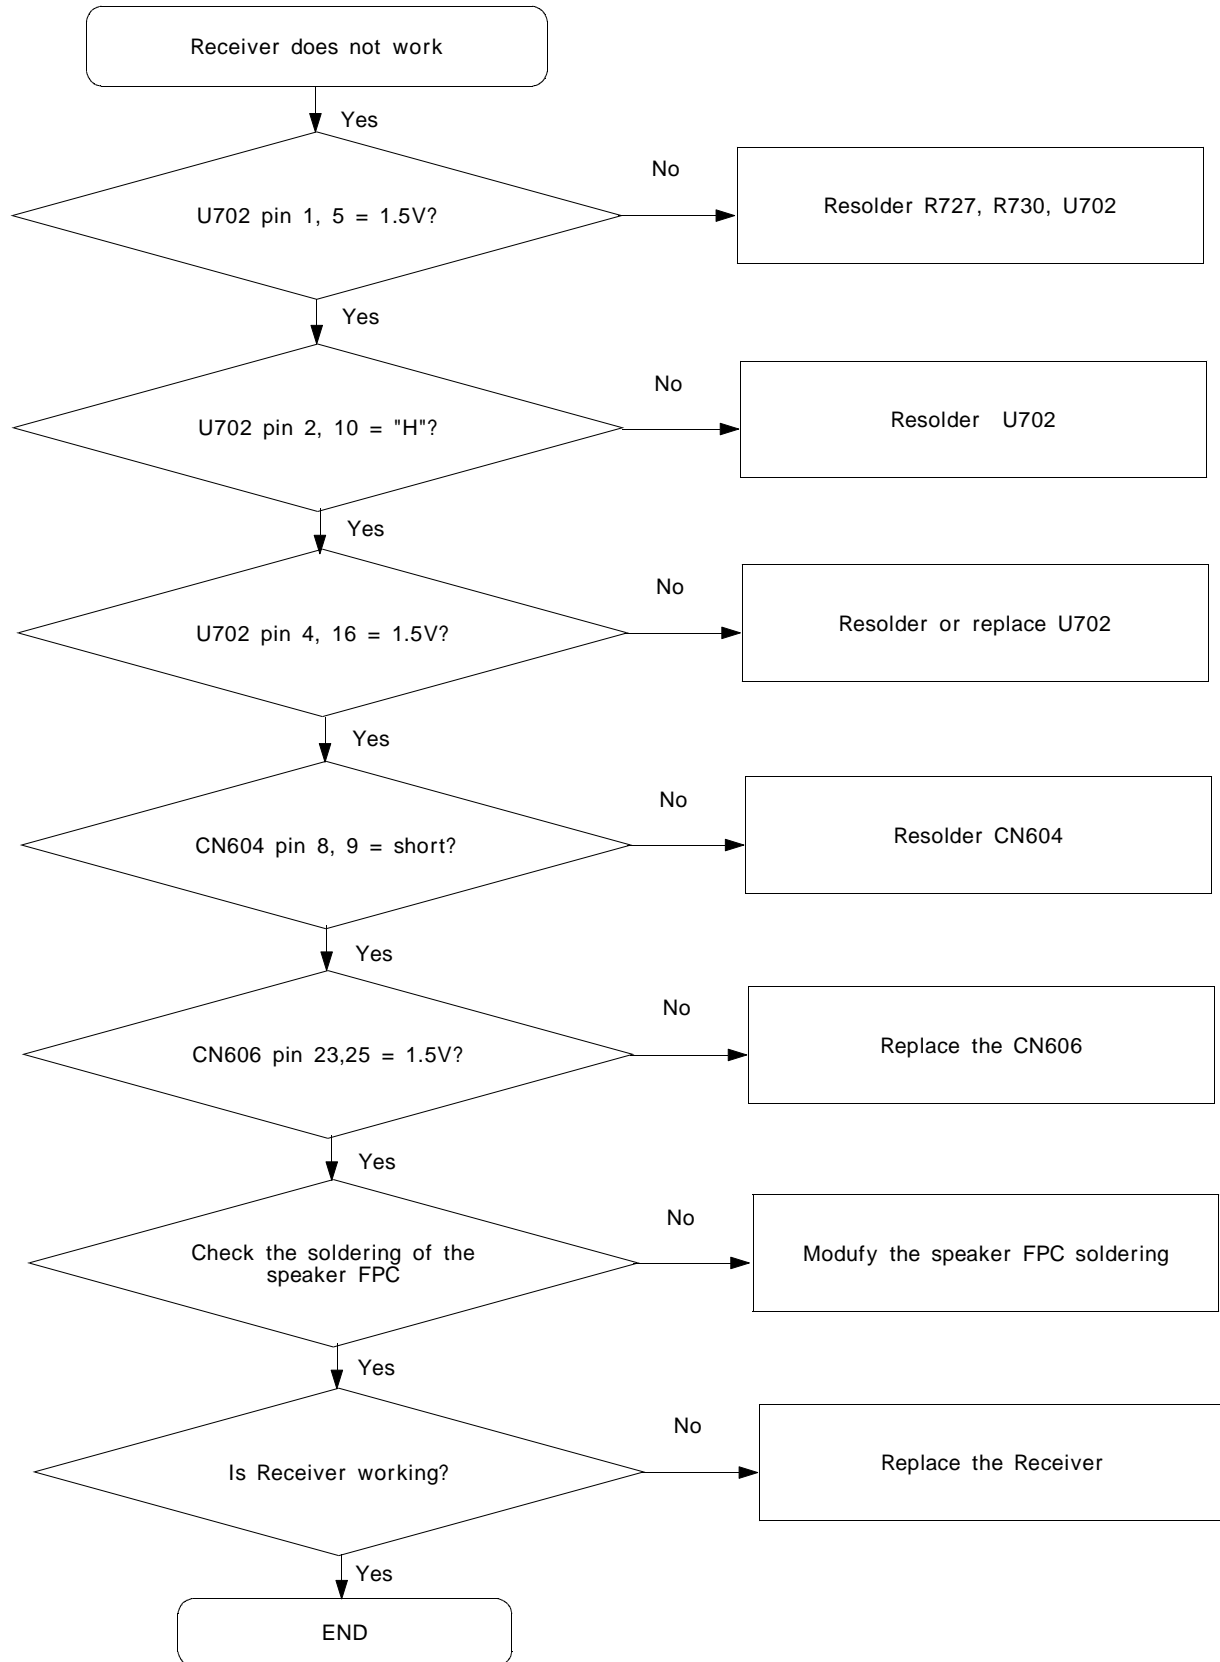 Receiver does not work
Yes
U702 pin 1, 5 = 1.5V?
No
Resolder R727, R730, U702
Yes
U702 pin 2, 10 = "H"?
No
Resolder U702
Yes
U702 pin 4, 16 = 1.5V?
No
Resolder or replace U702
Yes
CN604 pin 8, 9 = short?
No
Resolder CN604
Yes
CN606 pin 23,25 = 1.5V?
No
Replace the CN606
Yes
Check the soldering of the
speaker FPC
No
Modufy the speaker FPC soldering
Yes
Is Receiver working?
No
Replace the Receiver
Yes
END